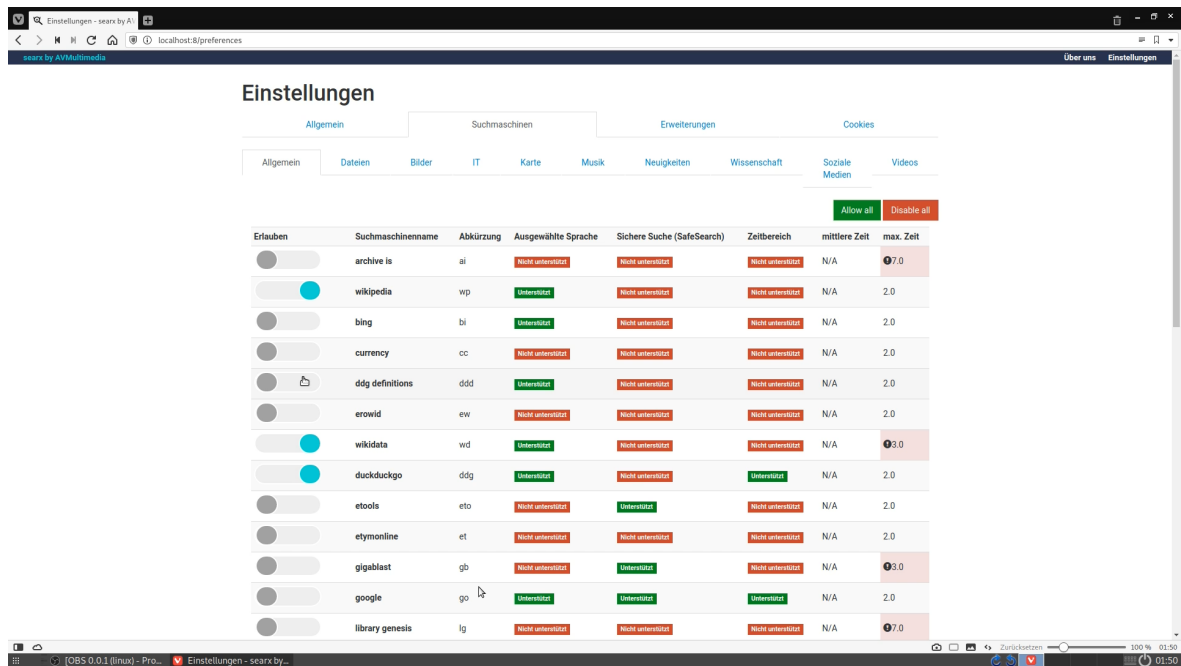 Einstellungen - searx by AV
localhost:8/preferences
searx by AVMultimedia Über uns Einstellungen
Einstellungen
Allgemein Suchmaschinen Erweiterungen Cookies
Allgemein Dateien Bilder IT Karte Musik Neuigkeiten Wissenschaft Soziale Medien Videos
Allow all Disable all
Erlauben Suchmaschinenname Abkürzung Ausgewählte Sprache Sichere Suche (SafeSearch) Zeitbereich mittlere Zeit max. Zeit
archive is ai Nicht unterstützt Nicht unterstützt Nicht unterstützt N/A 7.0
wikipedia wp Unterstützt Nicht unterstützt Nicht unterstützt N/A 2.0
bing bi Unterstützt Nicht unterstützt Nicht unterstützt N/A 2.0
currency cc Nicht unterstützt Nicht unterstützt Nicht unterstützt N/A 2.0
ddg definitions ddd Unterstützt Nicht unterstützt Nicht unterstützt N/A 2.0
erowid ew Nicht unterstützt Nicht unterstützt Nicht unterstützt N/A 2.0
wikidata wd Unterstützt Nicht unterstützt Nicht unterstützt N/A 3.0
duckduckgo ddg Unterstützt Nicht unterstützt Unterstützt N/A 2.0
etools eto Nicht unterstützt Unterstützt Nicht unterstützt N/A 2.0
etymonline et Nicht unterstützt Nicht unterstützt Nicht unterstützt N/A 2.0
gigablast gb Nicht unterstützt Unterstützt Nicht unterstützt N/A 3.0
google go Unterstützt Unterstützt Unterstützt N/A 2.0
library genesis lg Nicht unterstützt Nicht unterstützt Nicht unterstützt N/A 7.0
Zurücksetzen 100 % 01:50
[OBS 0.0.1 (linux) - Pro... Einstellungen - searx by... 01:50